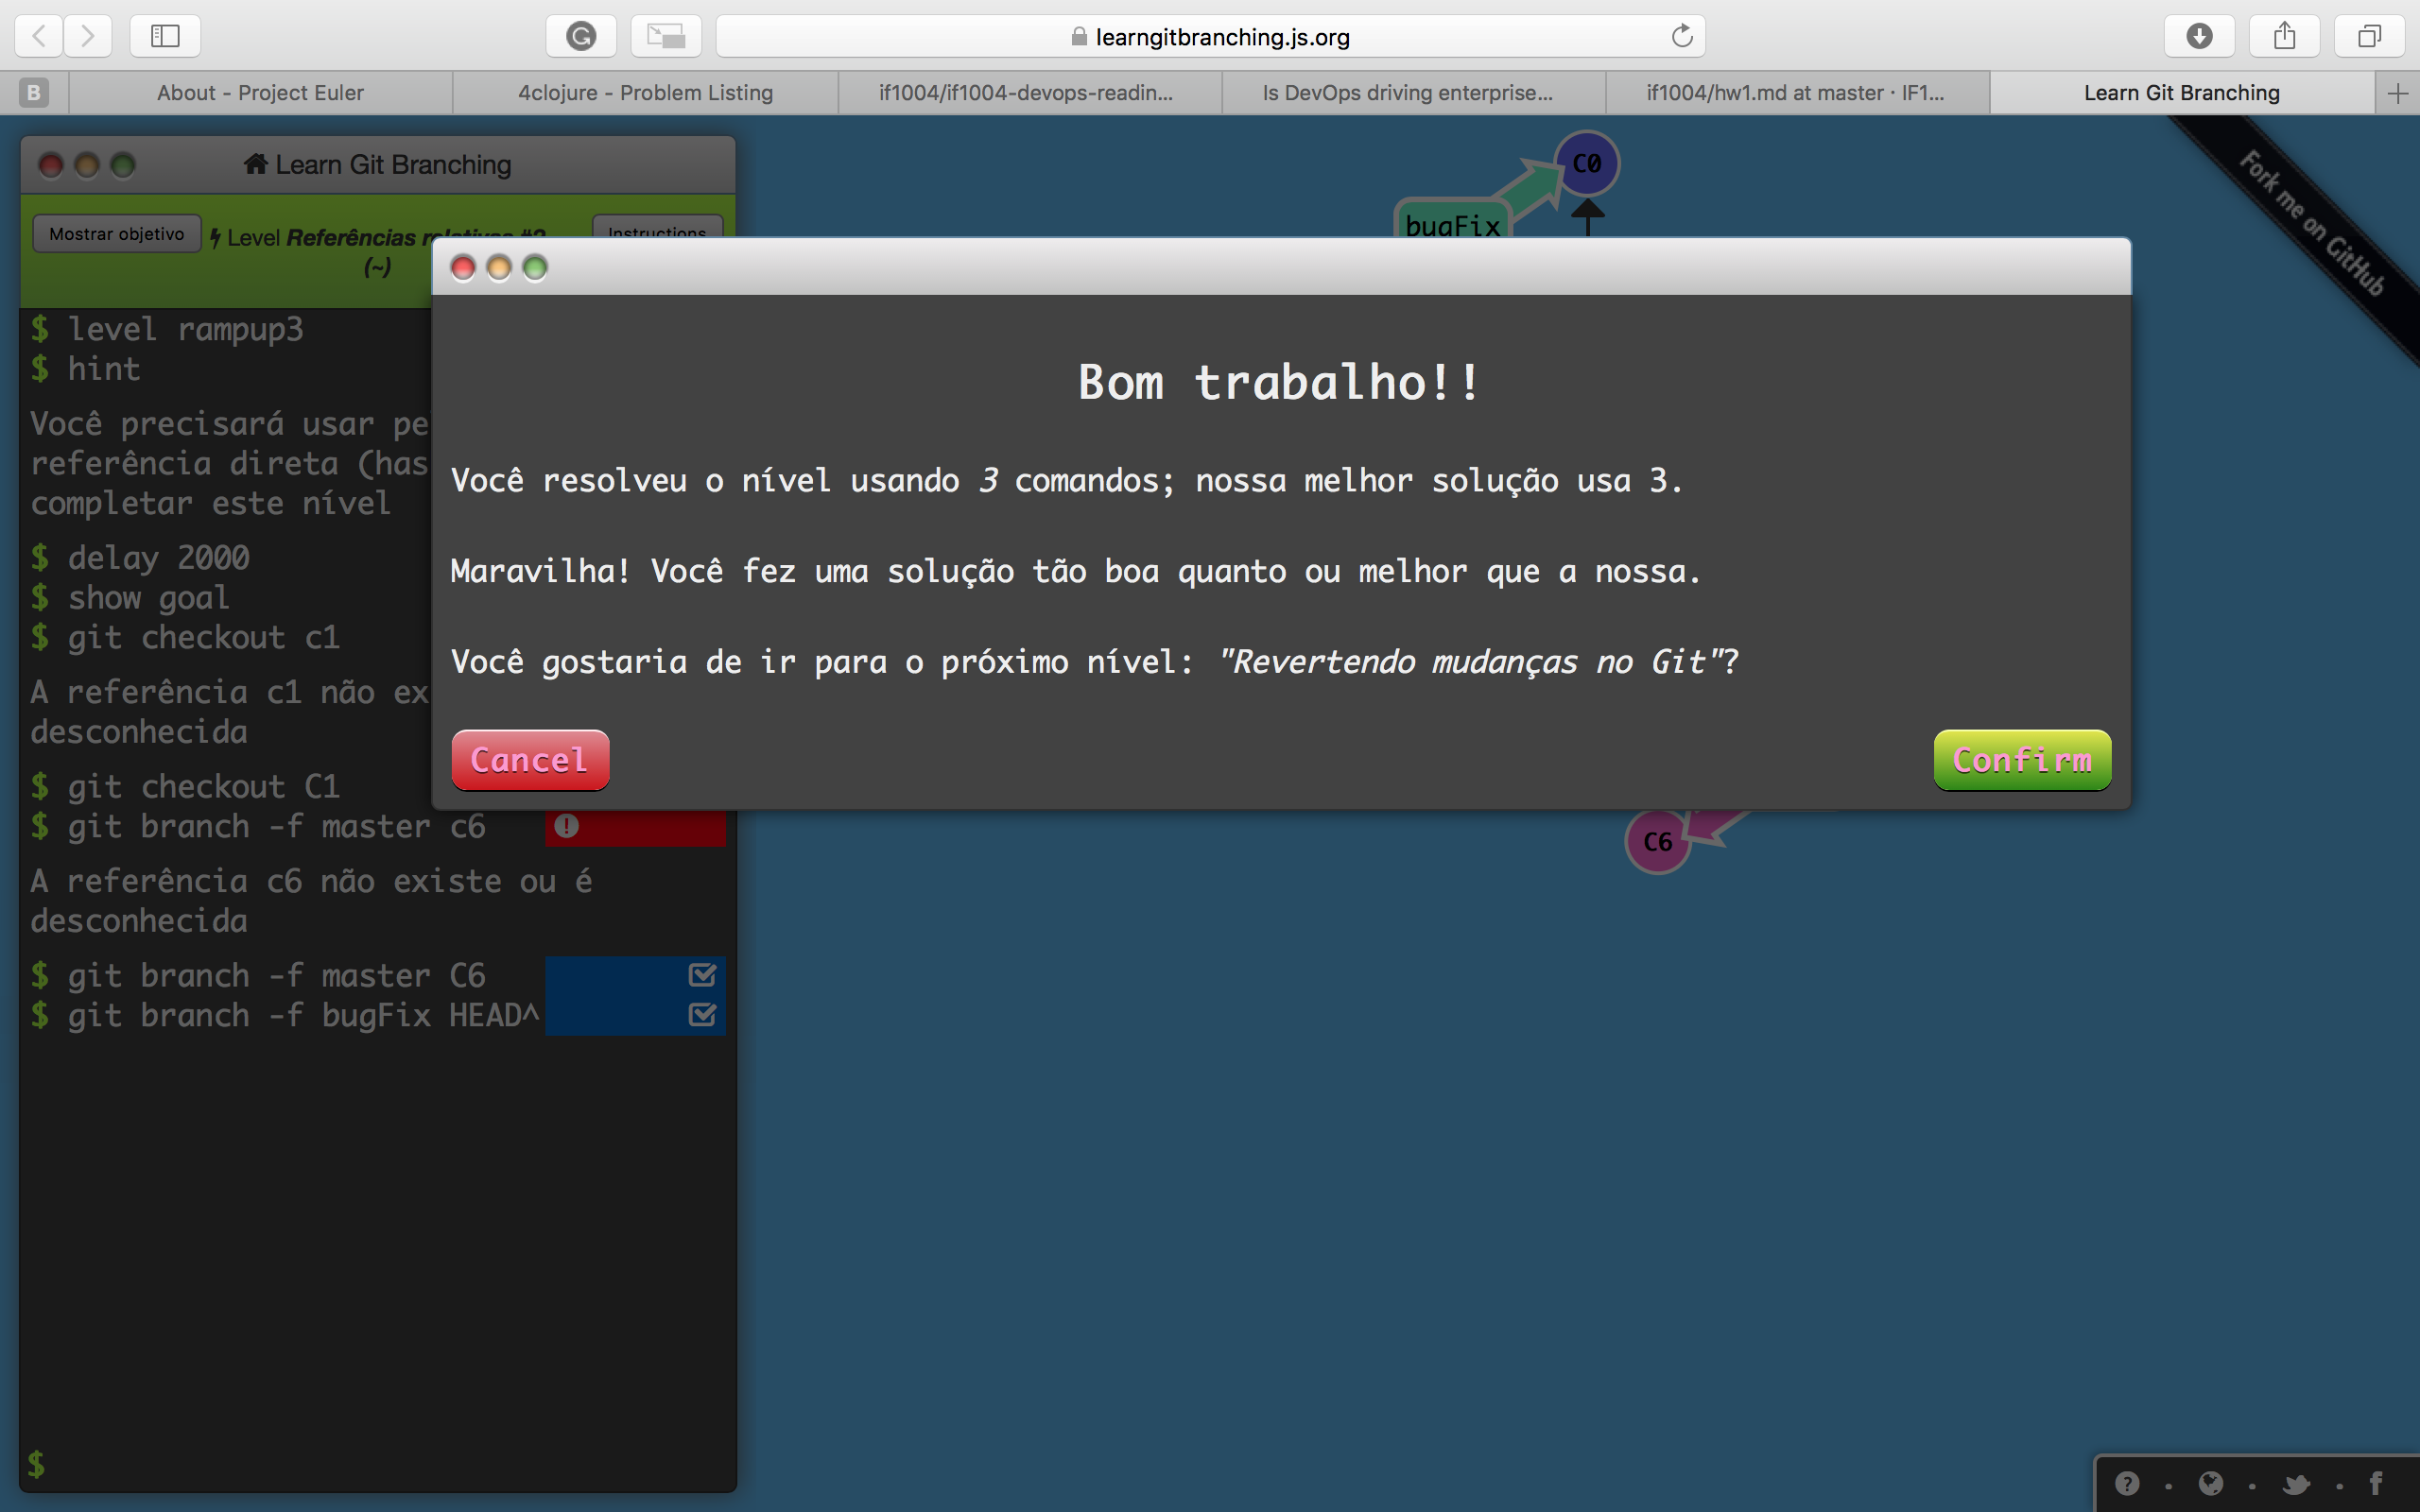 learngitbranching.js.org
B
About - Project Euler
4clojure - Problem Listing
if1004/if1004-devops-readin...
Is DevOps driving enterprise...
if1004/hw1.md at master · IF1...
Learn Git Branching
Learn Git Branching
Mostrar objetivo
Level Referências relativas #2
(~)
Instructions
$ level rampup3
$ hint
Você precisará usar pe
referência direta (has
completar este nível
$ delay 2000
$ show goal
$ git checkout c1
A referência c1 não ex
desconhecida
$ git checkout C1
$ git branch -f master c6
A referência c6 não existe ou é
desconhecida
$ git branch -f master C6
$ git branch -f bugFix HEAD^
$
C0
bugFix
Fork me on GitHub
Bom trabalho!!
Você resolveu o nível usando 3 comandos; nossa melhor solução usa 3.
Maravilha! Você fez uma solução tão boa quanto ou melhor que a nossa.
Você gostaria de ir para o próximo nível: "Revertendo mudanças no Git"?
Cancel
Confirm
C6